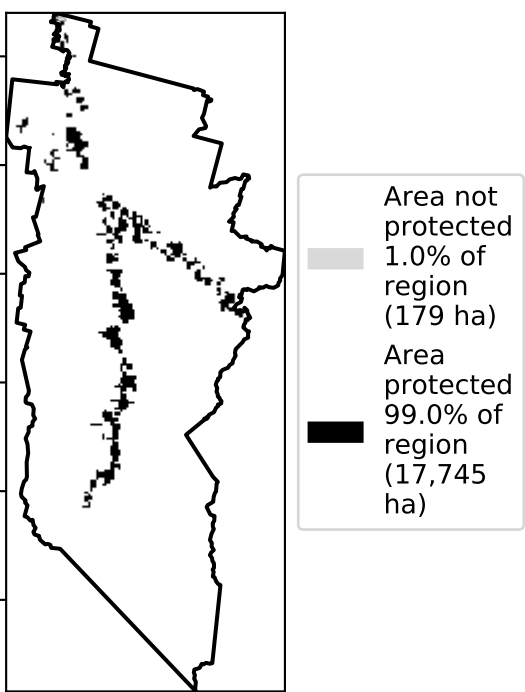 Area not
protected
1.0% of
region
(179 ha)
Area
protected
99.0% of
region
(17,745
ha)